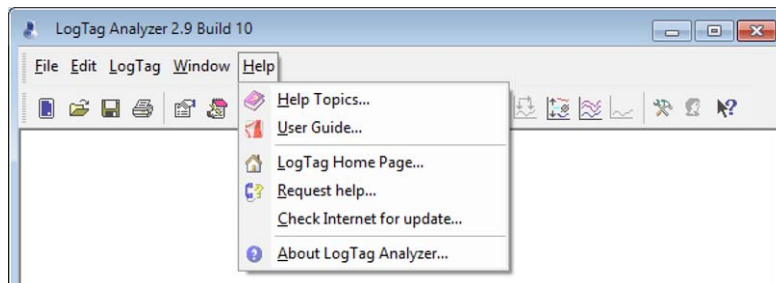 LogTag Analyzer 2.9 Build 10
File Edit LogTag Window Help
Help Topics...
User Guide...
LogTag Home Page...
Request help...
Check Internet for update...
About LogTag Analyzer...